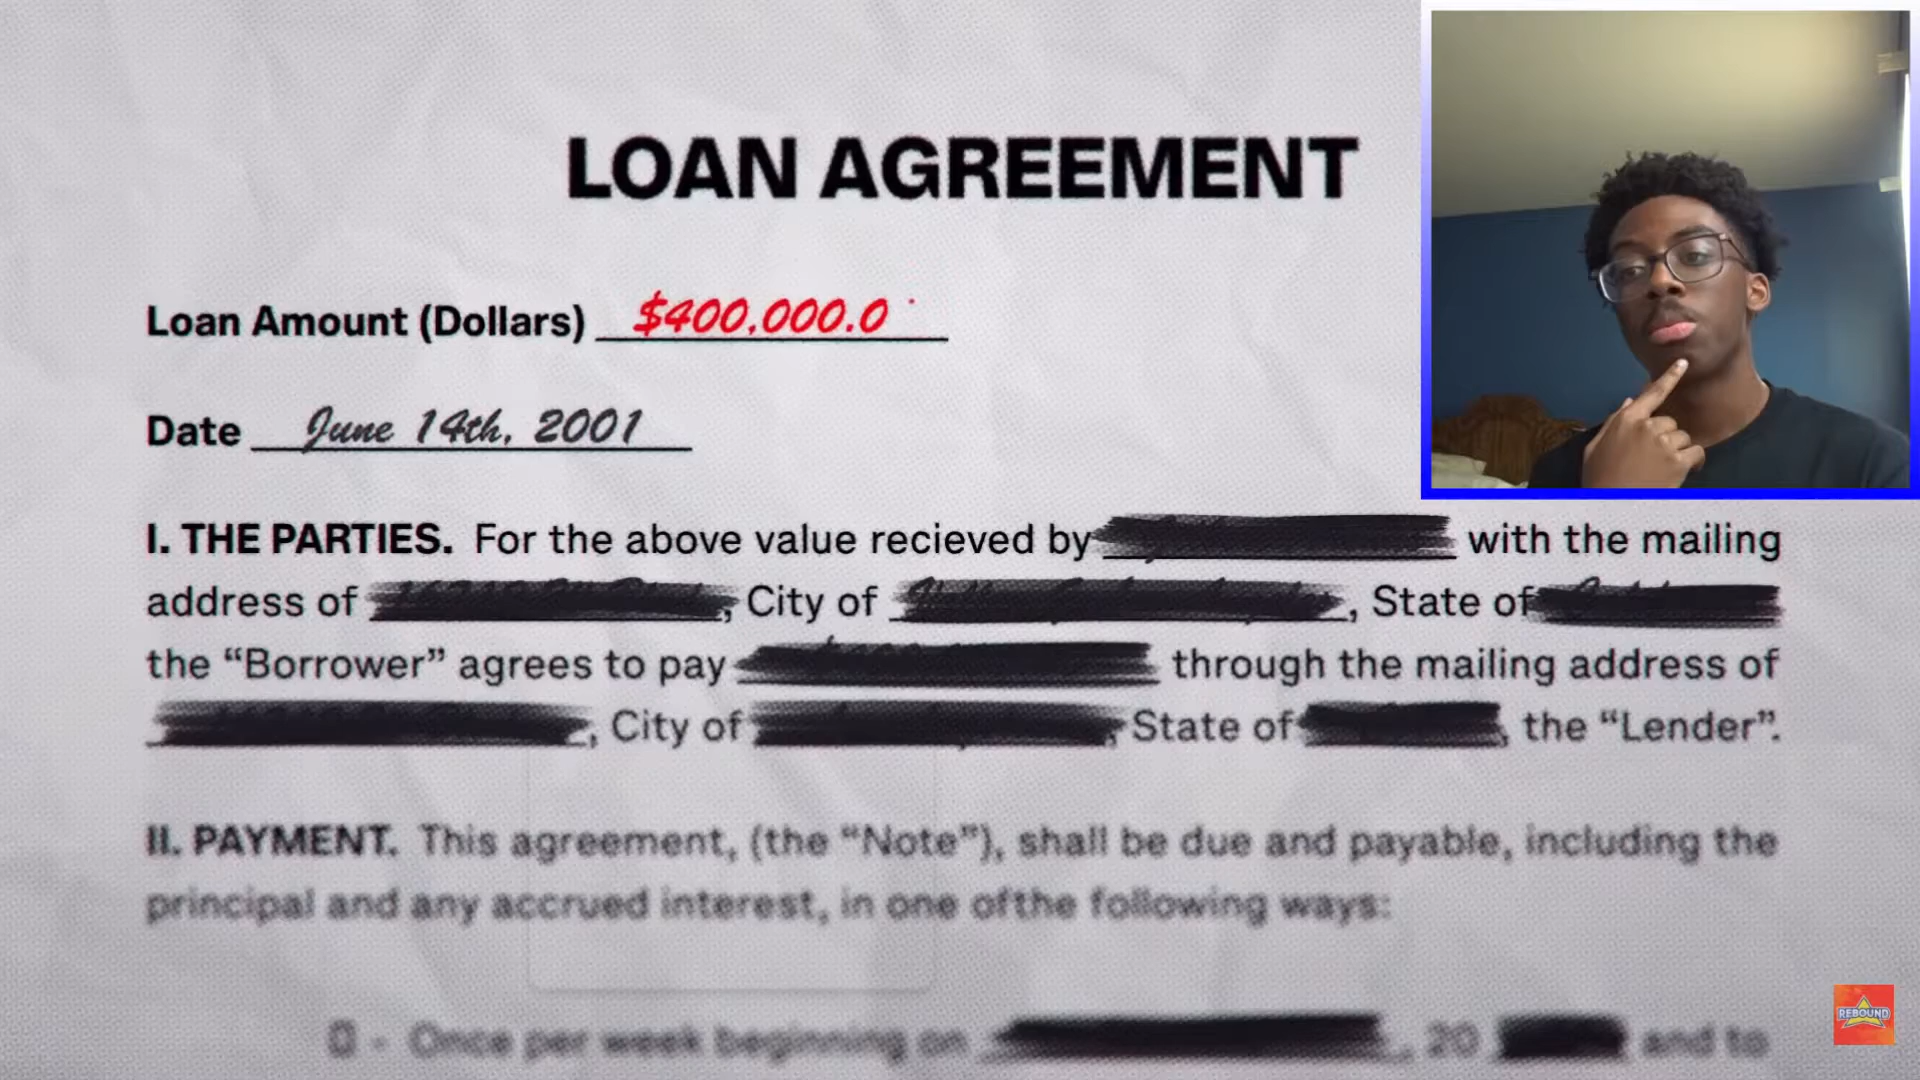 LOAN AGREEMENT
Loan Amount (Dollars) $400,000.0
Date June 14th, 2001
I. THE PARTIES. For the above value recieved by with the mailing
address of , City of , State of
the “Borrower” agrees to pay through the mailing address of
, City of State of , the “Lender”.
II. PAYMENT. This agreement, (the “Note”), shall be due and payable, including the
principal and any accrued interest, in one ofthe following ways:
- Once per week beginning on , 20 and to
REBOUND